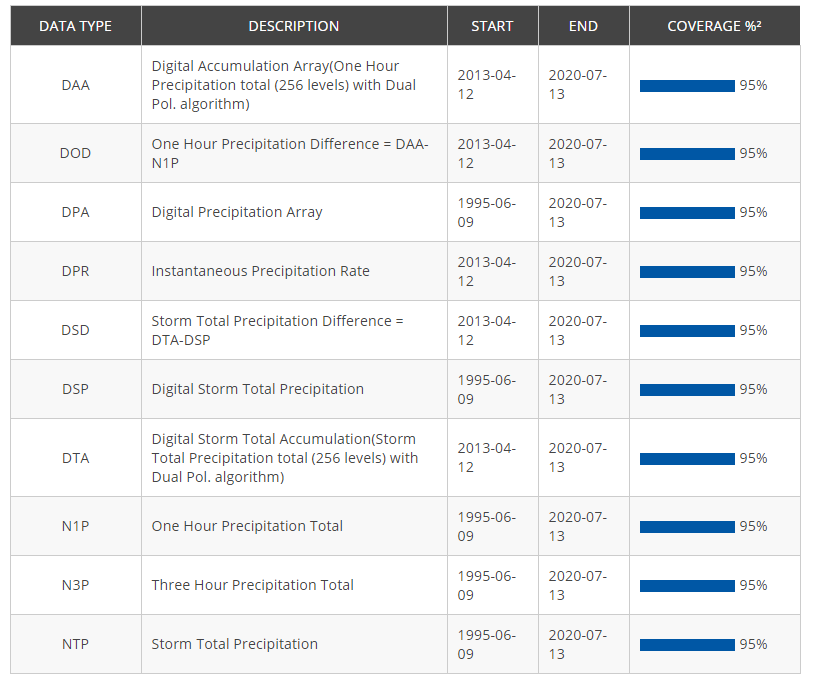 DATA TYPE DESCRIPTION START END COVERAGE %²
DAA
Digital Accumulation Array(One Hour
Precipitation total (256 levels) with Dual
Pol. algorithm)
2013-04-
12
2020-07-
13
95%
DOD
One Hour Precipitation Difference = DAA-
N1P
2013-04-
12
2020-07-
13
95%
DPA
Digital Precipitation Array
1995-06-
09
2020-07-
13
95%
DPR
Instantaneous Precipitation Rate
2013-04-
12
2020-07-
13
95%
DSD
Storm Total Precipitation Difference =
DTA-DSP
2013-04-
12
2020-07-
13
95%
DSP
Digital Storm Total Precipitation
1995-06-
09
2020-07-
13
95%
DTA
Digital Storm Total Accumulation(Storm
Total Precipitation total (256 levels) with
Dual Pol. algorithm)
2013-04-
12
2020-07-
13
95%
N1P
One Hour Precipitation Total
1995-06-
09
2020-07-
13
95%
N3P
Three Hour Precipitation Total
1995-06-
09
2020-07-
13
95%
NTP
Storm Total Precipitation
1995-06-
09
2020-07-
13
95%